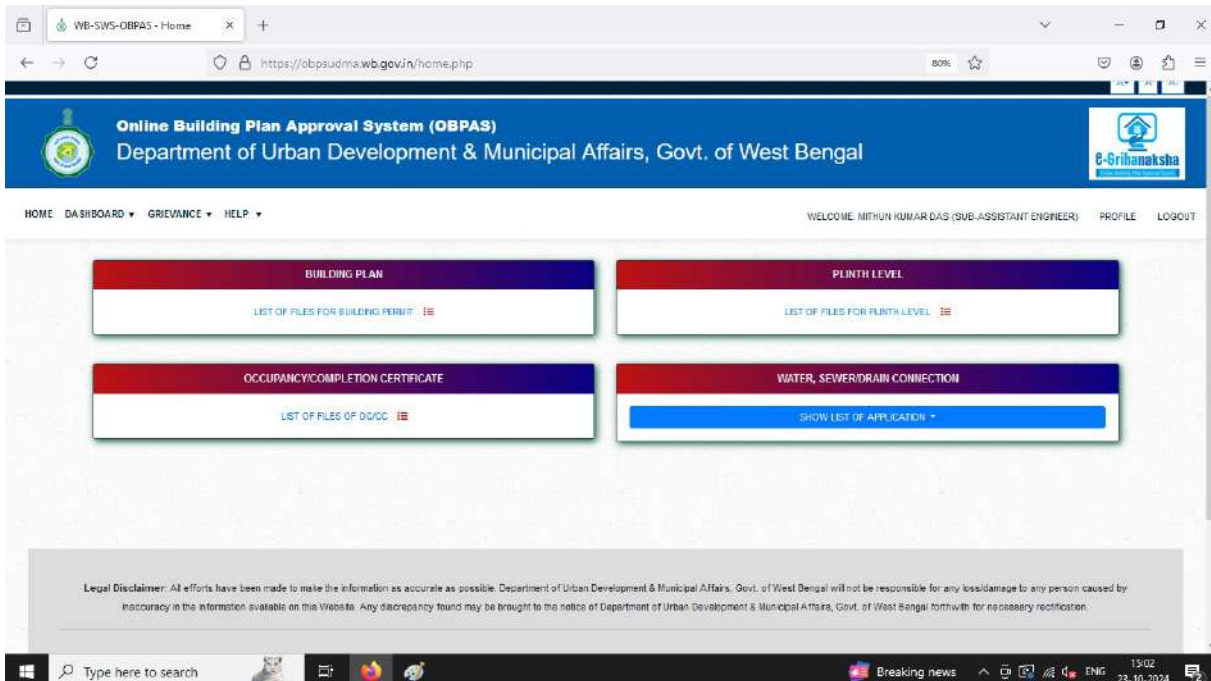 WB-SWS-OBPAS - Home
https://obpsudma.wb.gov.in/home.php
80%
Online Building Plan Approval System (OBPAS)
Department of Urban Development & Municipal Affairs, Govt. of West Bengal
e-Grihanaksha
HOME DASHBOARD GRIEVANCE HELP
WELCOME: MITHUN KUMAR DAS (SUB-ASSISTANT ENGINEER) PROFILE LOGOUT
BUILDING PLAN
LIST OF FILES FOR BUILDING PERMIT
PLINTH LEVEL
LIST OF FILES FOR PLINTH LEVEL
OCCUPANCY/COMPLETION CERTIFICATE
LIST OF FILES OF OC/CC
WATER, SEWER/DRAIN CONNECTION
SHOW LIST OF APPLICATION
Legal Disclaimer: All efforts have been made to make the information as accurate as possible. Department of Urban Development & Municipal Affairs, Govt. of West Bengal will not be responsible for any loss/damage to any person caused by
inaccuracy in the information available on this Website. Any discrepancy found may be brought to the notice of Department of Urban Development & Municipal Affairs, Govt. of West Bengal forthwith for necessary rectification.
Type here to search
Breaking news
ENG
15:02
23-10-2024